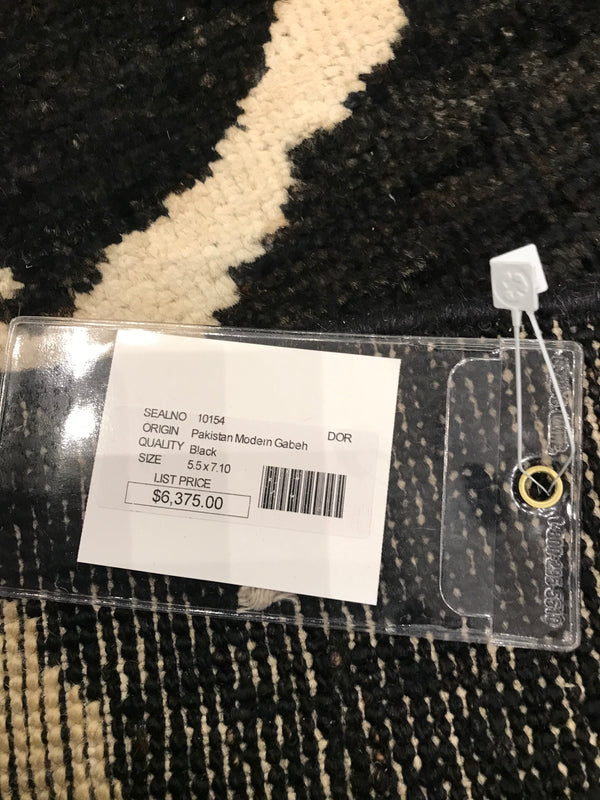 SEALNO 10154
ORIGIN Pakistan Modern Gabeh DOR
QUALITY Black
SIZE 5.5 x 7.10
LIST PRICE
$6,375.00